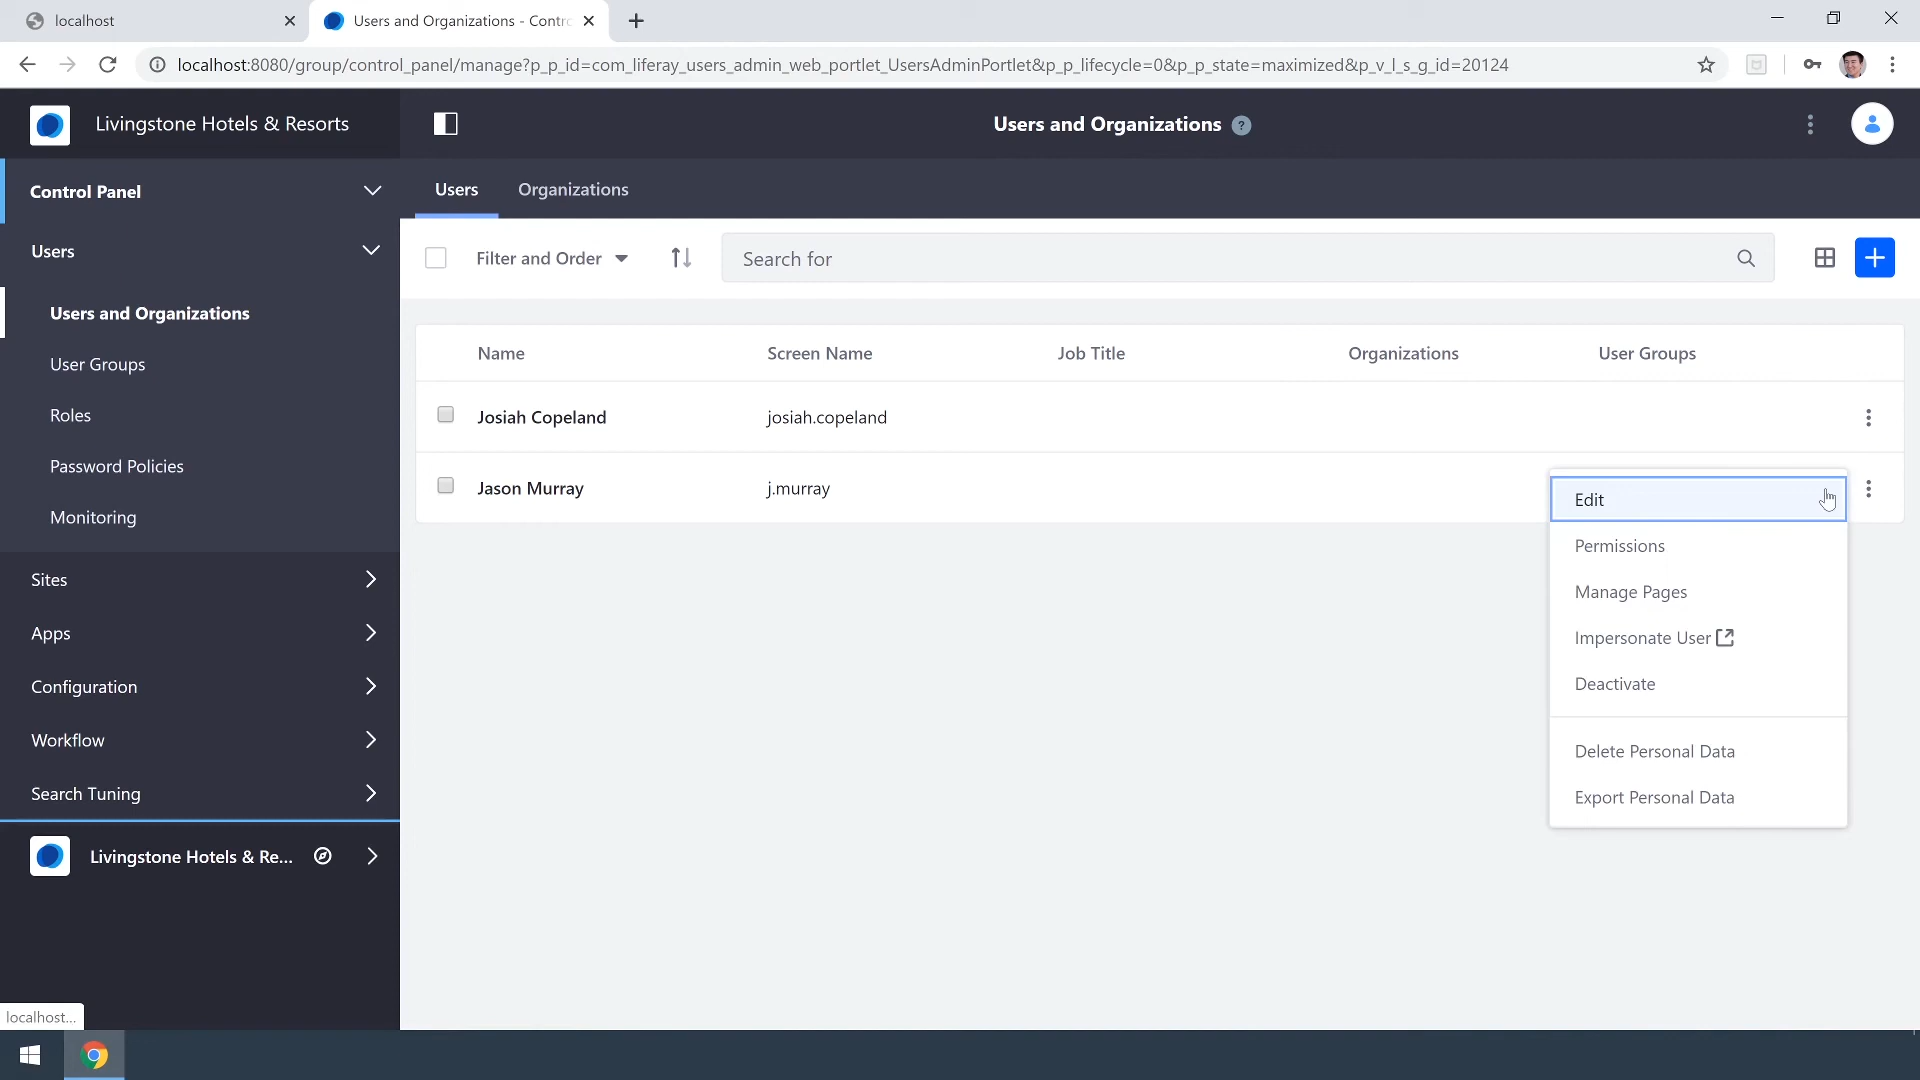 localhost
Users and Organizations - Contro
localhost:8080/group/control_panel/manage?p_p_id=com_liferay_users_admin_web_portlet_UsersAdminPortlet&p_p_lifecycle=0&p_p_state=maximized&p_v_l_s_g_id=20124
Livingstone Hotels & Resorts
Users and Organizations ?
Control Panel
Users
Users and Organizations
User Groups
Roles
Password Policies
Monitoring
Sites
Apps
Configuration
Workflow
Search Tuning
Livingstone Hotels & Re...
Users Organizations
Filter and Order
Search for
Name Screen Name Job Title Organizations User Groups
Josiah Copeland josiah.copeland
Jason Murray j.murray
Edit
Permissions
Manage Pages
Impersonate User
Deactivate
Delete Personal Data
Export Personal Data
localhost...